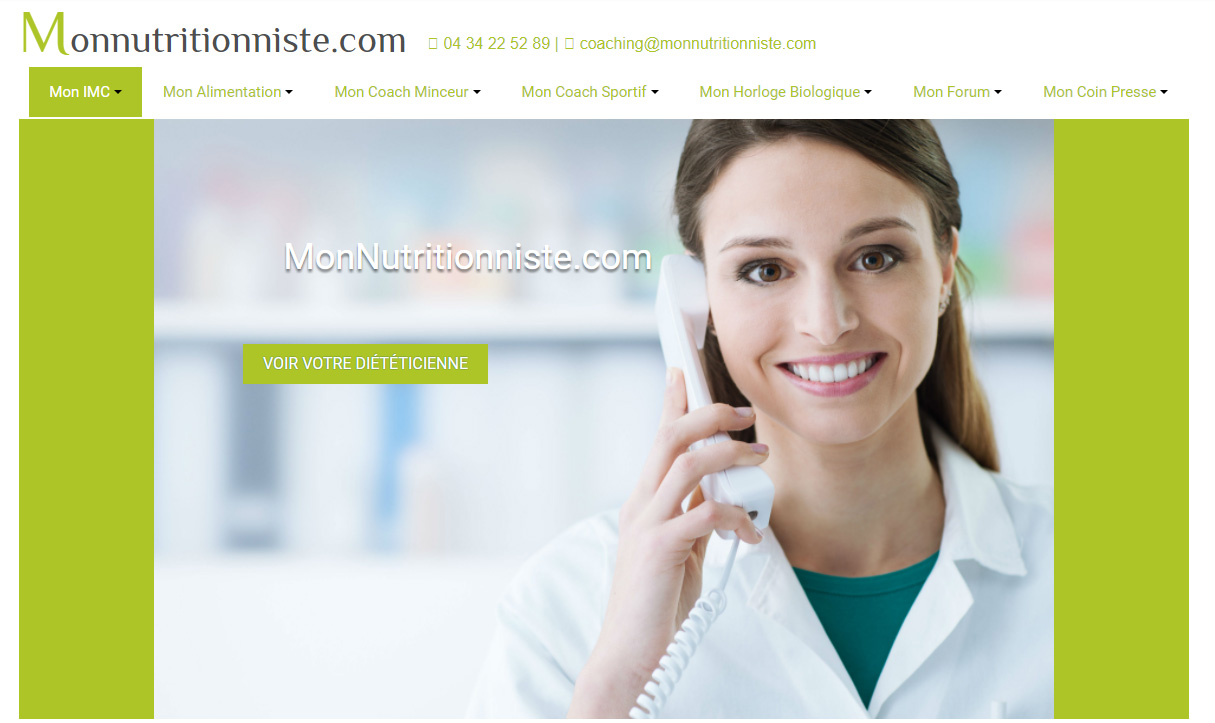 Monnutritionniste.com
04 34 22 52 89 | coaching@monnutritionniste.com
Mon IMC Mon Alimentation Mon Coach Minceur Mon Coach Sportif Mon Horloge Biologique Mon Forum Mon Coin Presse
MonNutritionniste.com
VOIR VOTRE DIÉTÉTICIENNE